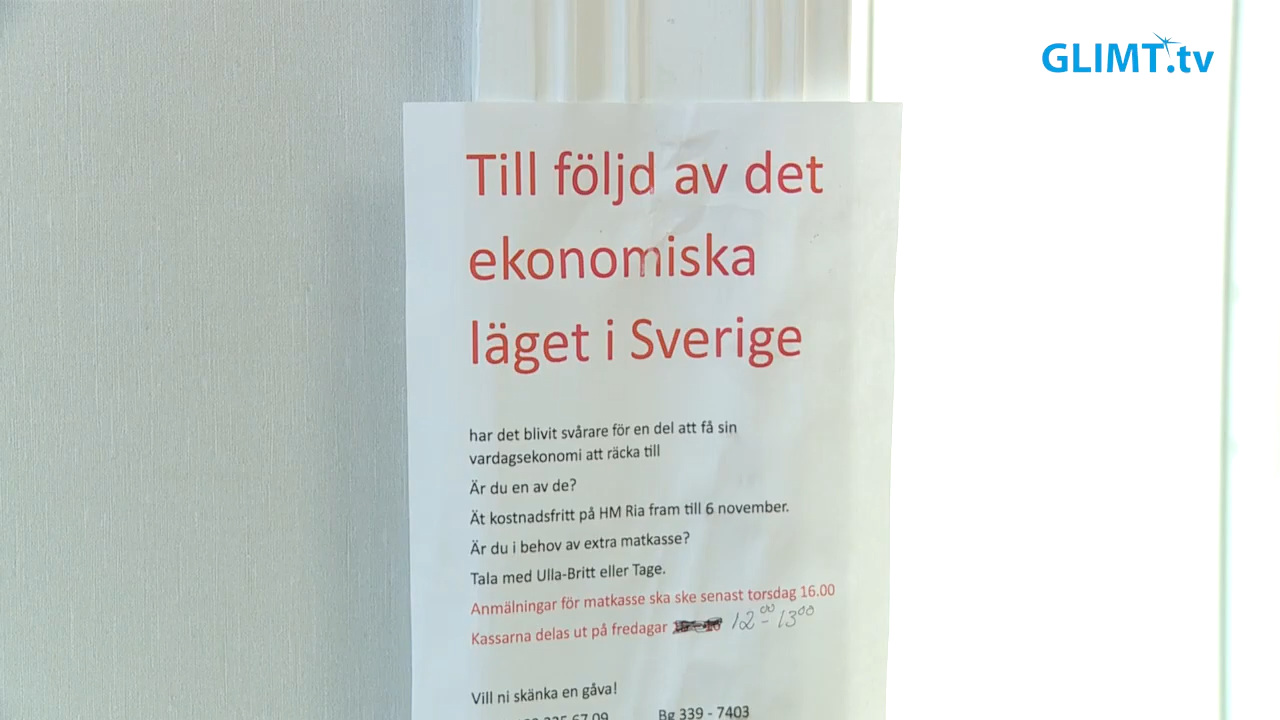 GLIMT.tv
Till följd av det
ekonomiska
läget i Sverige
har det blivit svårare för en del att få sin
vardagsekonomi att räcka till
Är du en av de?
Ät kostnadsfritt på HM Ria fram till 6 november.
Är du i behov av extra matkasse?
Tala med Ulla-Britt eller Tage.
Anmälningar för matkasse ska ske senast torsdag 16.00
Kassarna delas ut på fredagar 12⁰⁰ - 13⁰⁰
Vill ni skänka en gåva!
67 09 Bg 339 - 7403